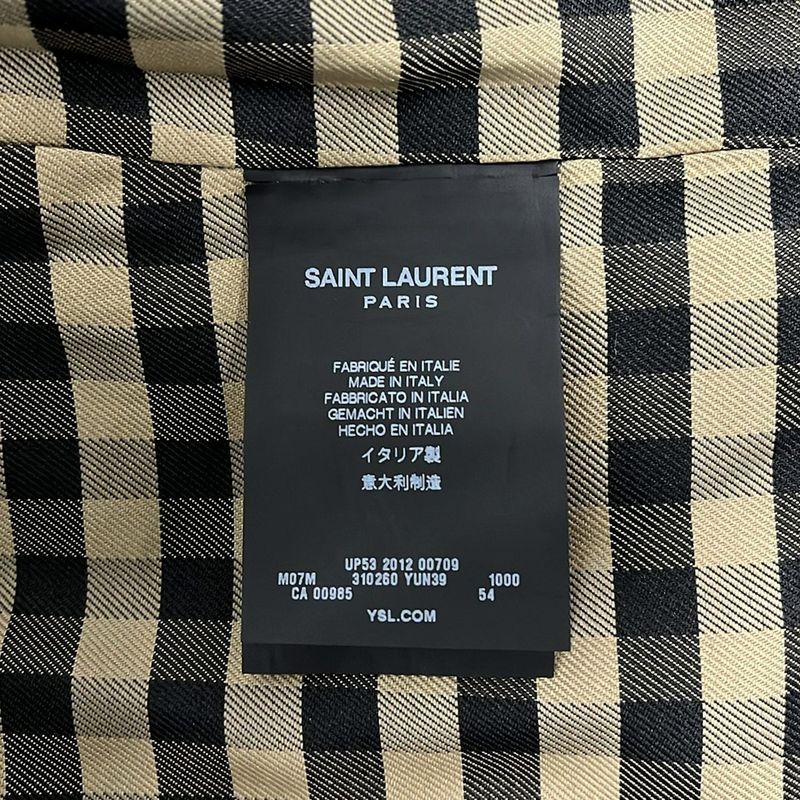 SAINT LAURENT
PARIS
FABRIQUÉ EN ITALIE
MADE IN ITALY
FABBRICATO IN ITALIA
GEMACHT IN ITALIEN
HECHO EN ITALIA
イタリア製
意大利制造
UP53 2012 00709
M07M 310260 YUN39 1000
CA 00985 54
YSL.COM